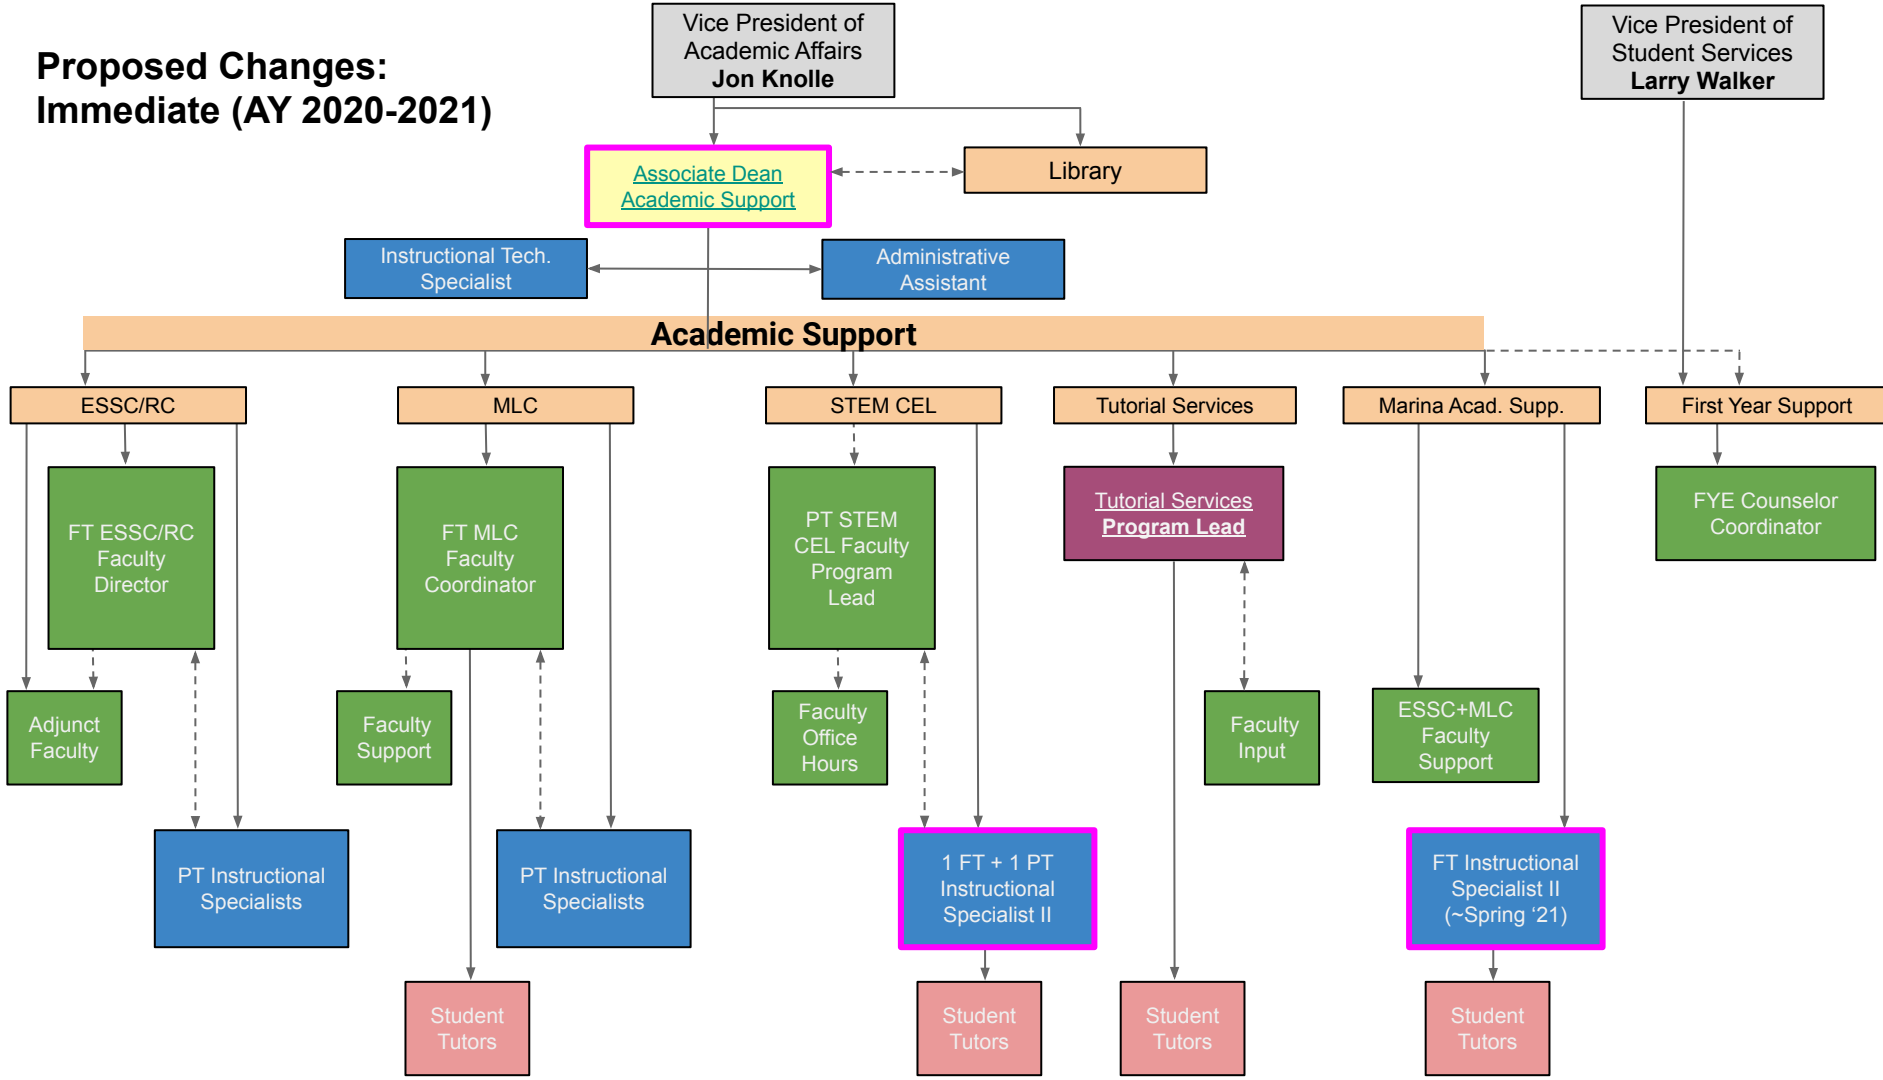 Proposed Changes:
Immediate (AY 2020-2021)
Vice President of
Academic Affairs
Jon Knolle
Vice President of
Student Services
Larry Walker
Associate Dean
Academic Support
Library
Instructional Tech.
Specialist
Administrative
Assistant
Academic Support
ESSC/RC
MLC
STEM CEL
Tutorial Services
Marina Acad. Supp.
First Year Support
FT ESSC/RC
Faculty
Director
FT MLC
Faculty
Coordinator
PT STEM
CEL Faculty
Program
Lead
Tutorial Services
Program Lead
FYE Counselor
Coordinator
Adjunct
Faculty
Faculty
Support
Faculty
Office
Hours
Faculty
Input
ESSC+MLC
Faculty
Support
PT Instructional
Specialists
PT Instructional
Specialists
1 FT + 1 PT
Instructional
Specialist II
FT Instructional
Specialist II
(~Spring ‘21)
Student
Tutors
Student
Tutors
Student
Tutors
Student
Tutors